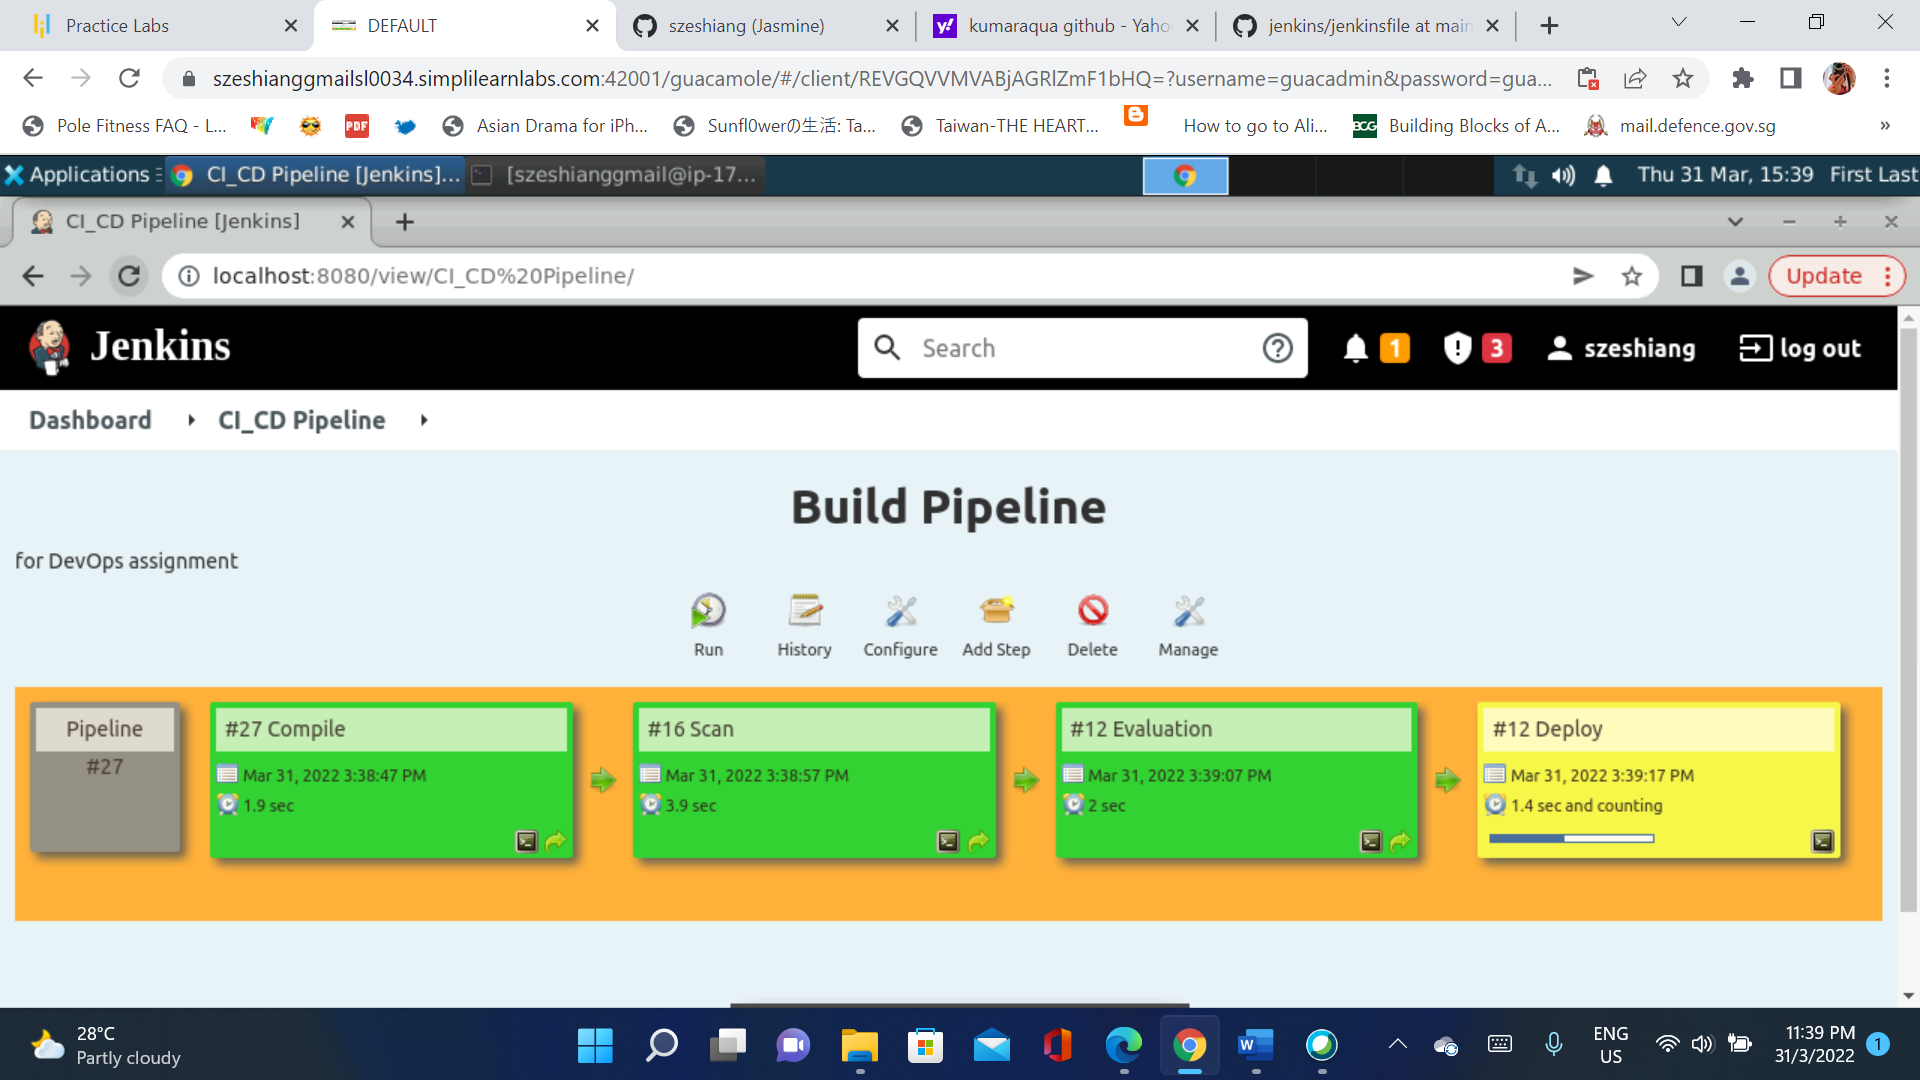 Practice Labs
DEFAULT
szeshiang (Jasmine)
kumaraqua github - Yaho
jenkins/jenkinsfile at main
szeshianggmailsl0034.simplilearnlabs.com:42001/guacamole/#/client/REVGQVVMVABjAGRlZmF1bHQ=?username=guacadmin&password=gua...
Pole Fitness FAQ - L...
PDF
Asian Drama for iPh...
Sunfl0werの生活: Ta...
Taiwan-THE HEART...
How to go to Ali...
BCG
Building Blocks of A...
mail.defence.gov.sg
»
Applications
CI_CD Pipeline [Jenkins]...
[szeshianggmail@ip-17...
Thu 31 Mar, 15:39
First Last
CI_CD Pipeline [Jenkins]
localhost:8080/view/CI_CD%20Pipeline/
Update
Jenkins
Search
1
3
szeshiang
log out
Dashboard
CI_CD Pipeline
Build Pipeline
for DevOps assignment
Run
History
Configure
Add Step
Delete
Manage
Pipeline
#27
#27 Compile
Mar 31, 2022 3:38:47 PM
1.9 sec
#16 Scan
Mar 31, 2022 3:38:57 PM
3.9 sec
#12 Evaluation
Mar 31, 2022 3:39:07 PM
2 sec
#12 Deploy
Mar 31, 2022 3:39:17 PM
1.4 sec and counting
28°C
Partly cloudy
ENG
US
11:39 PM
31/3/2022
1